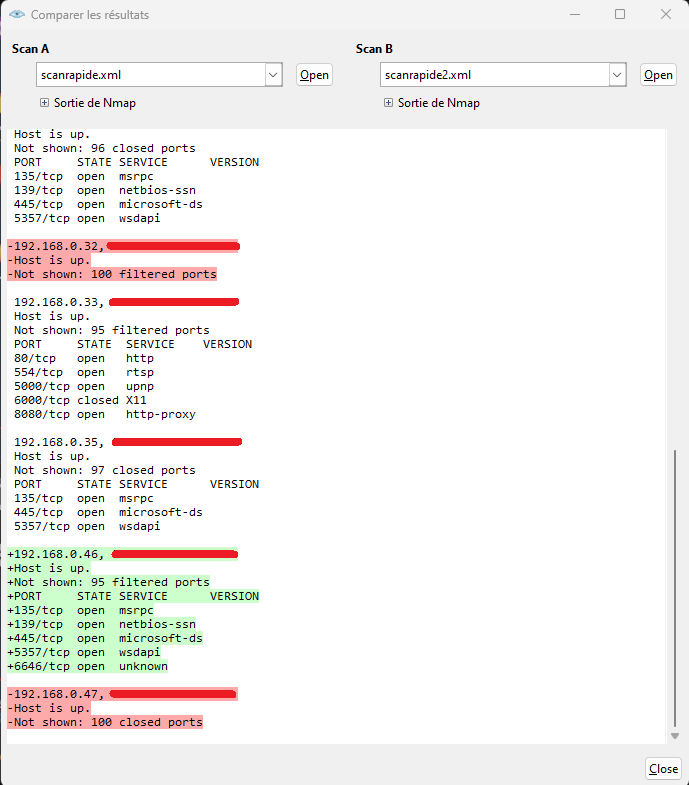 Comparer les résultats
Scan A
Scan B
scanrapide.xml
Open
scanrapide2.xml
Open
Sortie de Nmap
Sortie de Nmap
Host is up.
Not shown: 96 closed ports
PORT     STATE SERVICE      VERSION
135/tcp  open  msrpc
139/tcp  open  netbios-ssn
445/tcp  open  microsoft-ds
5357/tcp open  wsdapi
-192.168.0.32,
-Host is up.
-Not shown: 100 filtered ports
192.168.0.33,
Host is up.
Not shown: 95 filtered ports
PORT     STATE  SERVICE    VERSION
80/tcp   open   http
554/tcp  open   rtsp
5000/tcp open   upnp
6000/tcp closed X11
8080/tcp open   http-proxy
192.168.0.35,
Host is up.
Not shown: 97 closed ports
PORT     STATE SERVICE      VERSION
135/tcp  open  msrpc
445/tcp  open  microsoft-ds
5357/tcp open  wsdapi
+192.168.0.46,
+Host is up.
+Not shown: 95 filtered ports
+PORT     STATE SERVICE      VERSION
+135/tcp  open  msrpc
+139/tcp  open  netbios-ssn
+445/tcp  open  microsoft-ds
+5357/tcp open  wsdapi
+6646/tcp open  unknown
-192.168.0.47,
-Host is up.
-Not shown: 100 closed ports
Close